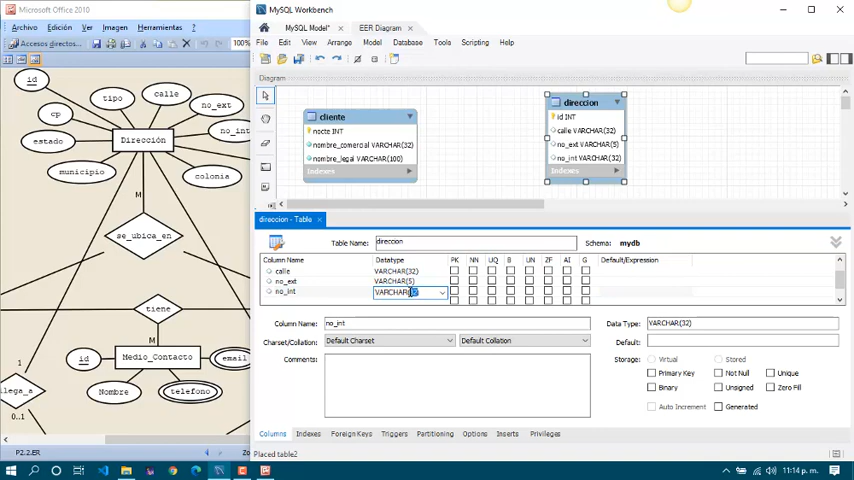 Microsoft Visio 2010
Archivo Edición Ver Insertar Herramientas
Accesos directos... 100%
id
tipo
calle
no_ext
cp
no_int
estado
Dirección
municipio
colonia
M
se_ubica_en
tiene
M
1
id
Medio_Contacto
email
llega_a
Nombre
telefono
0..1
P2.2.ER
MySQL Workbench
MySQL Model* × EER Diagram ×
File Edit View Arrange Model Database Tools Scripting Help
Diagram
cliente
nocte INT
nombre_comercial VARCHAR(32)
nombre_legal VARCHAR(100)
Indexes
direccion
id INT
calle VARCHAR(32)
no_ext VARCHAR(5)
no_int VARCHAR(32)
Indexes
direccion - Table ×
Table Name: direccion Schema: mydb
Column Name Datatype PK NN UQ B UN ZF AI G Default/Expression
calle VARCHAR(32)
no_ext VARCHAR(5)
no_int VARCHAR(32)
Column Name: no_int Data Type: VARCHAR(32)
Charset/Collation: Default Charset Default Collation Default:
Comments: Storage: Virtual Stored
Primary Key Not Null Unique
Binary Unsigned Zero Fill
Auto Increment Generated
Columns Indexes Foreign Keys Triggers Partitioning Options Inserts Privileges
Placed table2
11:14 p. m.